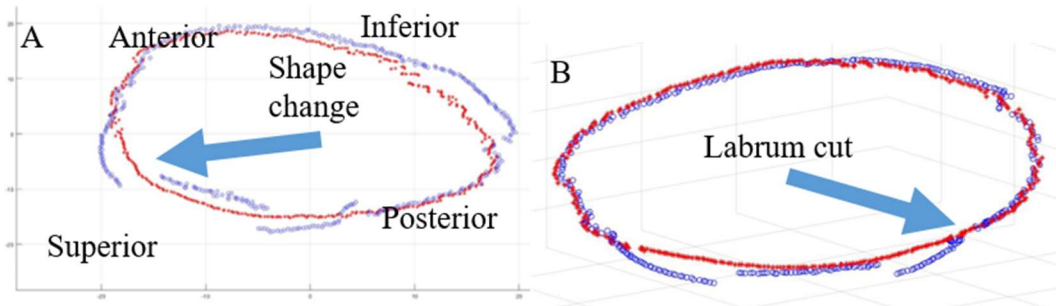 A
Anterior
Inferior
Shape
change
Posterior
Superior
B
Labrum cut